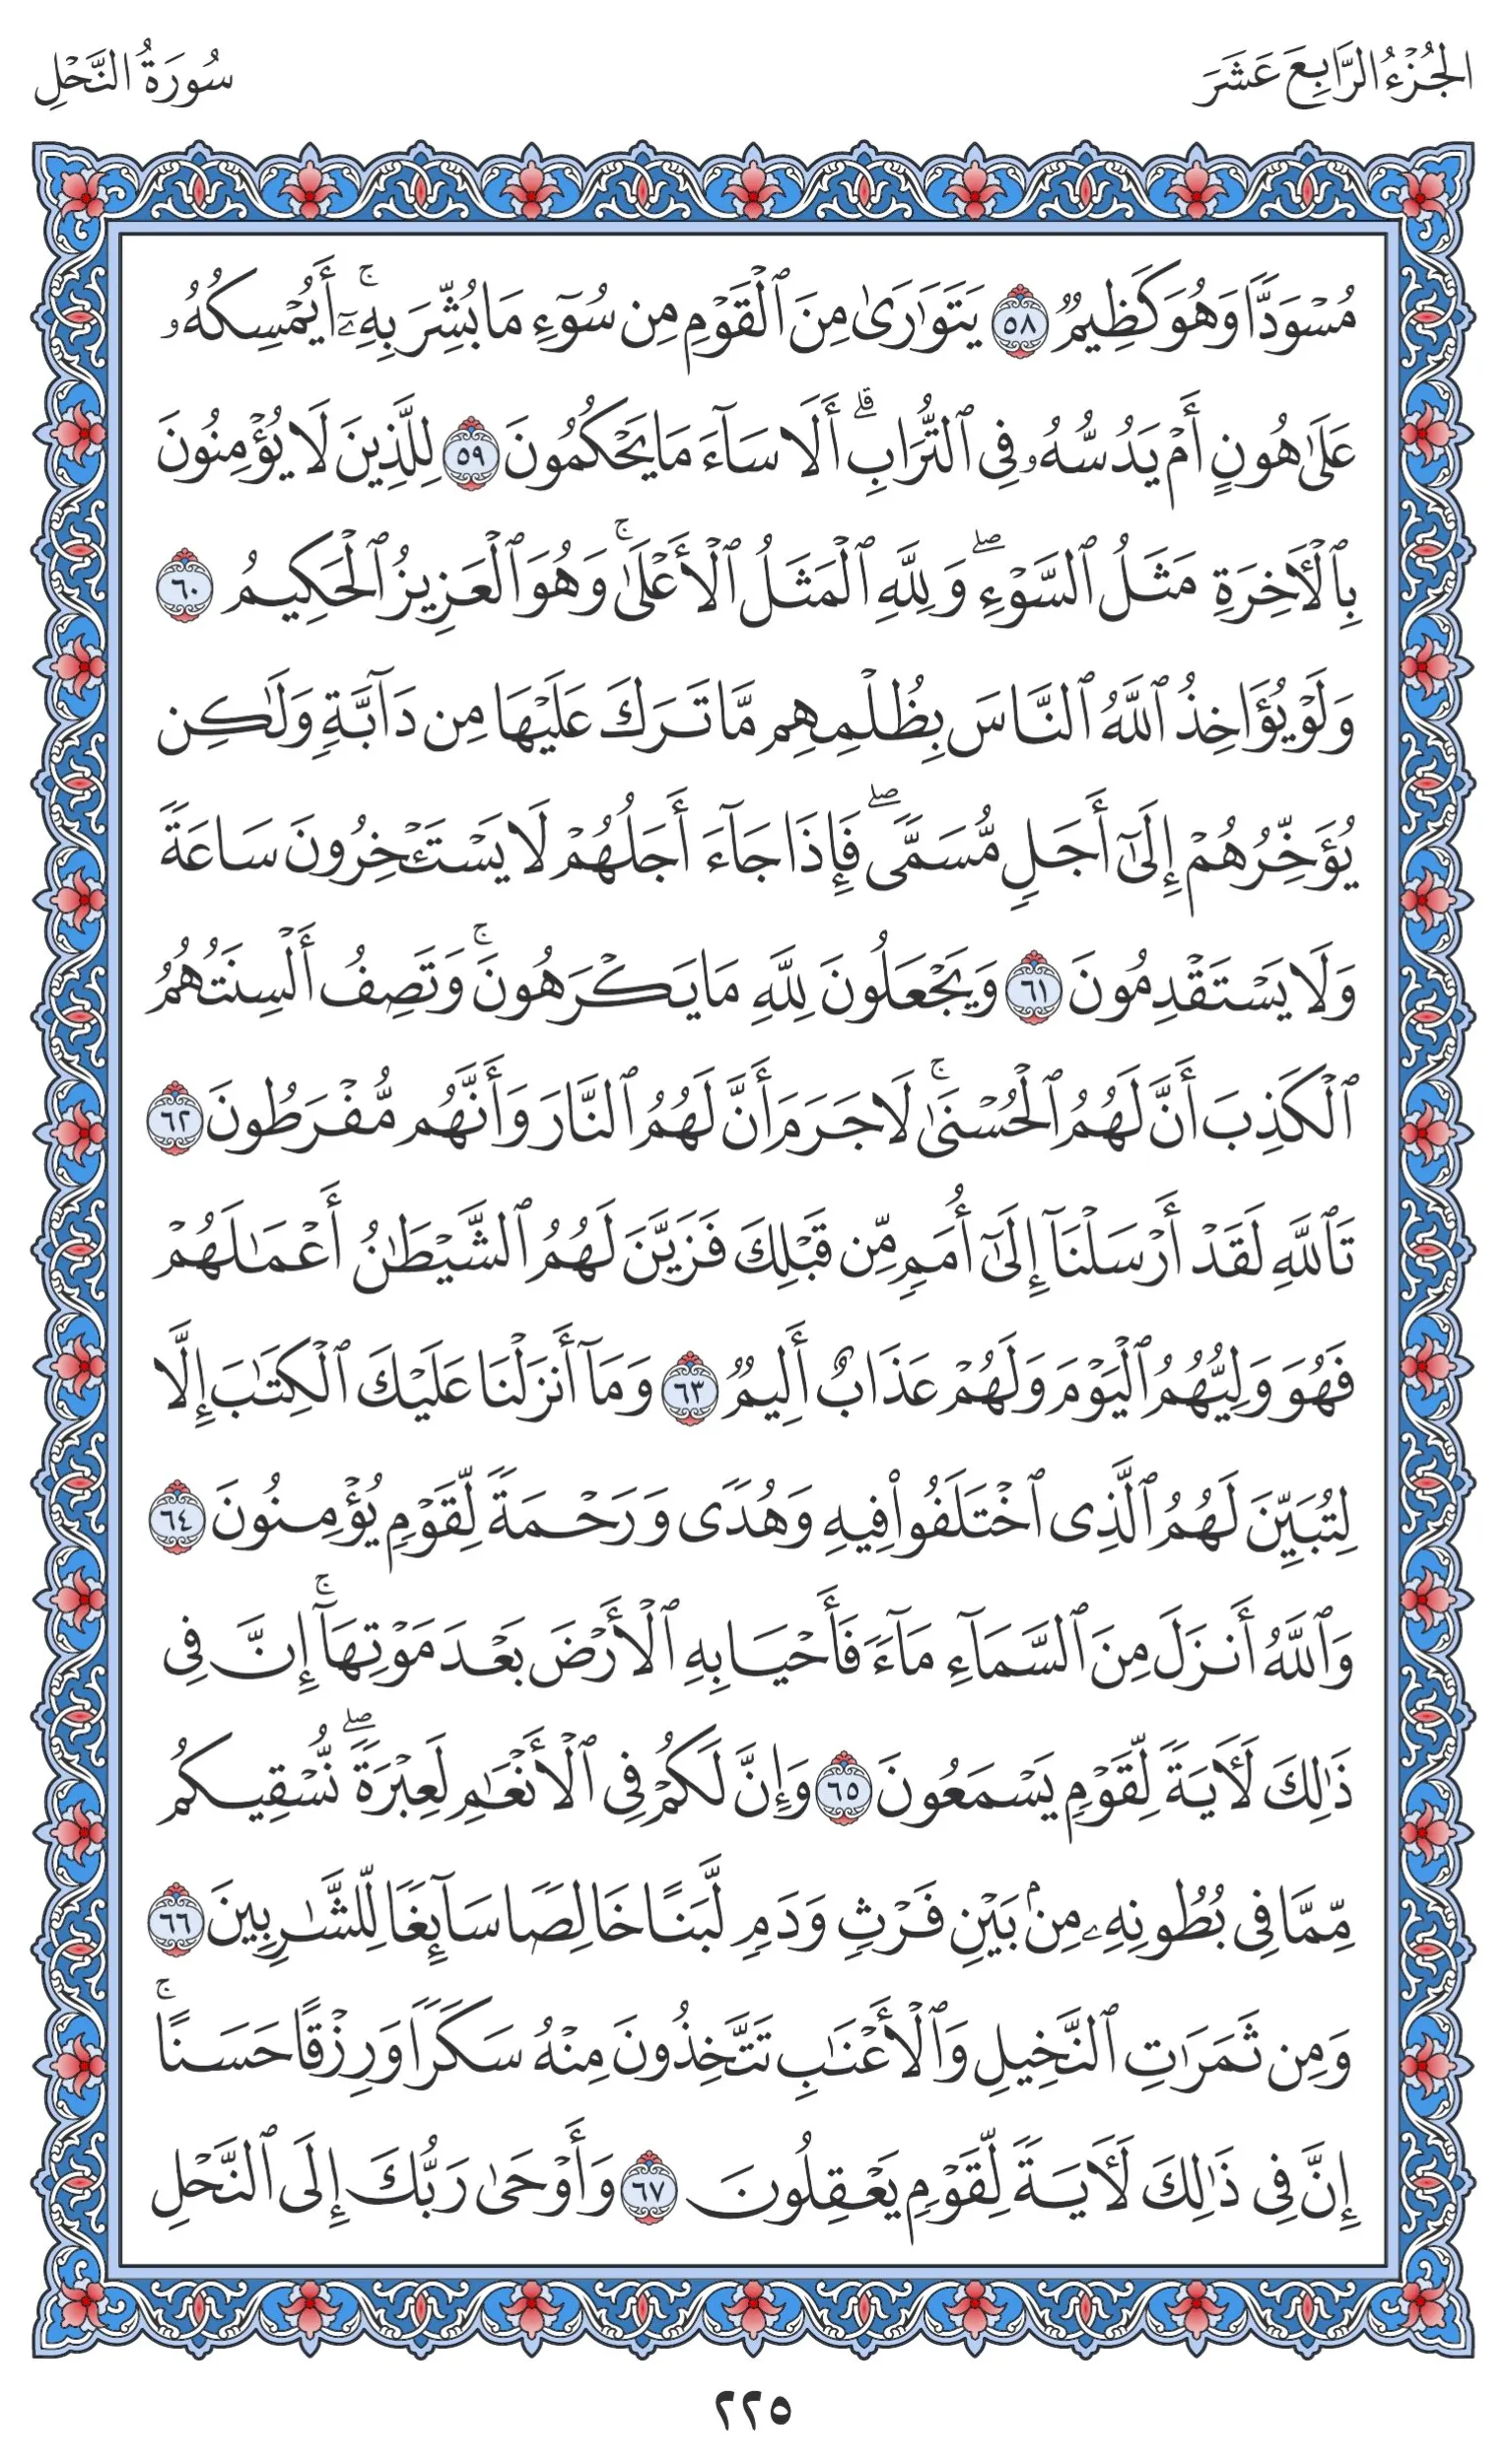 الجُزْءُ الرَّابِعَ عَشَرَ
سُورَةُ النَّحْلِ
مُسْوَدًّا وَهُوَ كَظِيمٌ ٥٨ يَتَوَٰرَىٰ مِنَ ٱلْقَوْمِ مِن سُوٓءِ مَا بُشِّرَ بِهِۦٓ ۚ أَيُمْسِكُهُۥ
عَلَىٰ هُونٍ أَمْ يَدُسُّهُۥ فِى ٱلتُّرَابِ ۗ أَلَا سَآءَ مَا يَحْكُمُونَ ٥٩ لِلَّذِينَ لَا يُؤْمِنُونَ
بِٱلْـَٔاخِرَةِ مَثَلُ ٱلسَّوْءِ ۖ وَلِلَّهِ ٱلْمَثَلُ ٱلْأَعْلَىٰ ۚ وَهُوَ ٱلْعَزِيزُ ٱلْحَكِيمُ ٦٠
وَلَوْ يُؤَاخِذُ ٱللَّهُ ٱلنَّاسَ بِظُلْمِهِم مَّا تَرَكَ عَلَيْهَا مِن دَآبَّةٍ وَلَٰكِن
يُؤَخِّرُهُمْ إِلَىٰٓ أَجَلٍ مُّسَمًّى ۖ فَإِذَا جَآءَ أَجَلُهُمْ لَا يَسْتَـْٔخِرُونَ سَاعَةً
وَلَا يَسْتَقْدِمُونَ ٦١ وَيَجْعَلُونَ لِلَّهِ مَا يَكْرَهُونَ ۚ وَتَصِفُ أَلْسِنَتُهُمُ
ٱلْكَذِبَ أَنَّ لَهُمُ ٱلْحُسْنَىٰ ۚ لَا جَرَمَ أَنَّ لَهُمُ ٱلنَّارَ وَأَنَّهُم مُّفْرَطُونَ ٦٢
تَٱللَّهِ لَقَدْ أَرْسَلْنَآ إِلَىٰٓ أُمَمٍ مِّن قَبْلِكَ فَزَيَّنَ لَهُمُ ٱلشَّيْطَٰنُ أَعْمَٰلَهُمْ
فَهُوَ وَلِيُّهُمُ ٱلْيَوْمَ وَلَهُمْ عَذَابٌ أَلِيمٌ ٦٣ وَمَآ أَنزَلْنَا عَلَيْكَ ٱلْكِتَٰبَ إِلَّا
لِتُبَيِّنَ لَهُمُ ٱلَّذِى ٱخْتَلَفُوا۟ فِيهِ وَهُدًى وَرَحْمَةً لِّقَوْمٍ يُؤْمِنُونَ ٦٤
وَٱللَّهُ أَنزَلَ مِنَ ٱلسَّمَآءِ مَآءً فَأَحْيَا بِهِ ٱلْأَرْضَ بَعْدَ مَوْتِهَآ ۚ إِنَّ فِى
ذَٰلِكَ لَـَٔايَةً لِّقَوْمٍ يَسْمَعُونَ ٦٥ وَإِنَّ لَكُمْ فِى ٱلْأَنْعَٰمِ لَعِبْرَةً ۖ نُّسْقِيكُم
مِّمَّا فِى بُطُونِهِۦ مِنۢ بَيْنِ فَرْثٍ وَدَمٍ لَّبَنًا خَالِصًا سَآئِغًا لِّلشَّٰرِبِينَ ٦٦
وَمِن ثَمَرَٰتِ ٱلنَّخِيلِ وَٱلْأَعْنَٰبِ تَتَّخِذُونَ مِنْهُ سَكَرًا وَرِزْقًا حَسَنًا ۚ
إِنَّ فِى ذَٰلِكَ لَـَٔايَةً لِّقَوْمٍ يَعْقِلُونَ ٦٧ وَأَوْحَىٰ رَبُّكَ إِلَى ٱلنَّحْلِ
٢٢٥